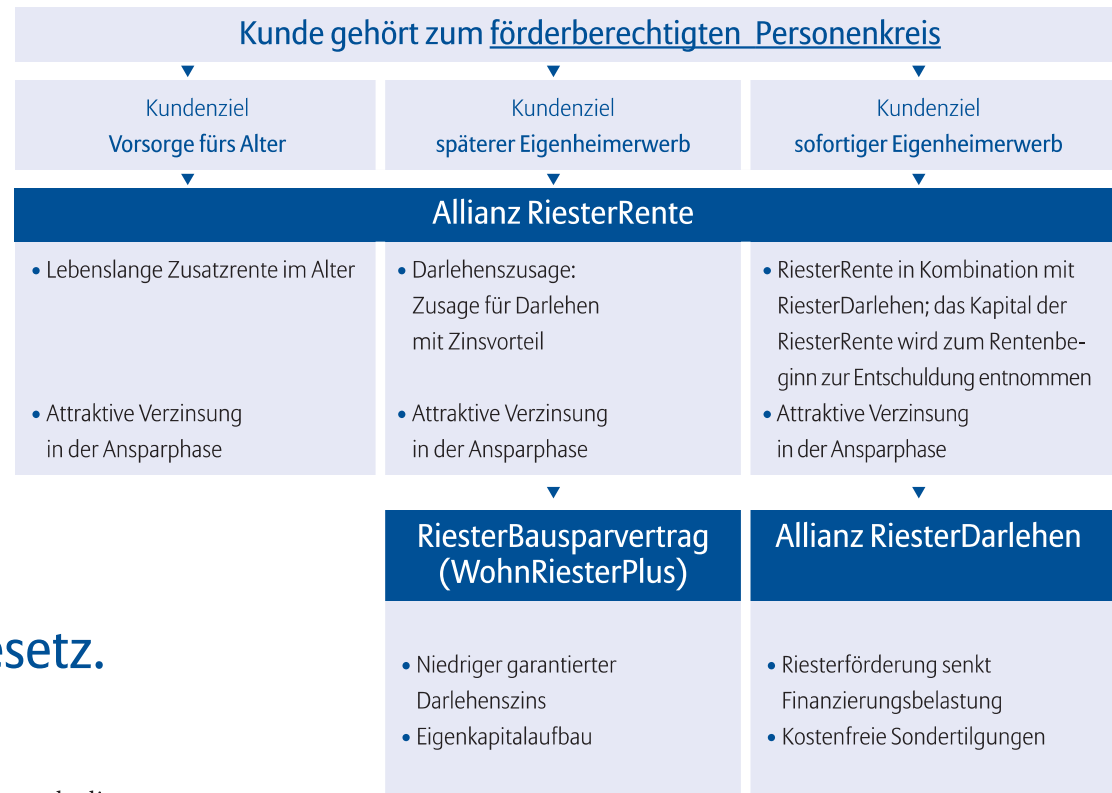 Kunde gehört zum förderberechtigten Personenkreis
Kundenziel
Vorsorge fürs Alter
Kundenziel
späterer Eigenheimerwerb
Kundenziel
sofortiger Eigenheimerwerb
Allianz RiesterRente
• Lebenslange Zusatzrente im Alter
• Attraktive Verzinsung
in der Ansparphase
• Darlehenszusage:
Zusage für Darlehen
mit Zinsvorteil
• Attraktive Verzinsung
in der Ansparphase
• RiesterRente in Kombination mit
RiesterDarlehen; das Kapital der
RiesterRente wird zum Rentenbe-
ginn zur Entschuldung entnommen
• Attraktive Verzinsung
in der Ansparphase
RiesterBausparvertrag
(WohnRiesterPlus)
• Niedriger garantierter
Darlehenszins
• Eigenkapitalaufbau
Allianz RiesterDarlehen
• Riesterförderung senkt
Finanzierungsbelastung
• Kostenfreie Sondertilgungen
esetz.